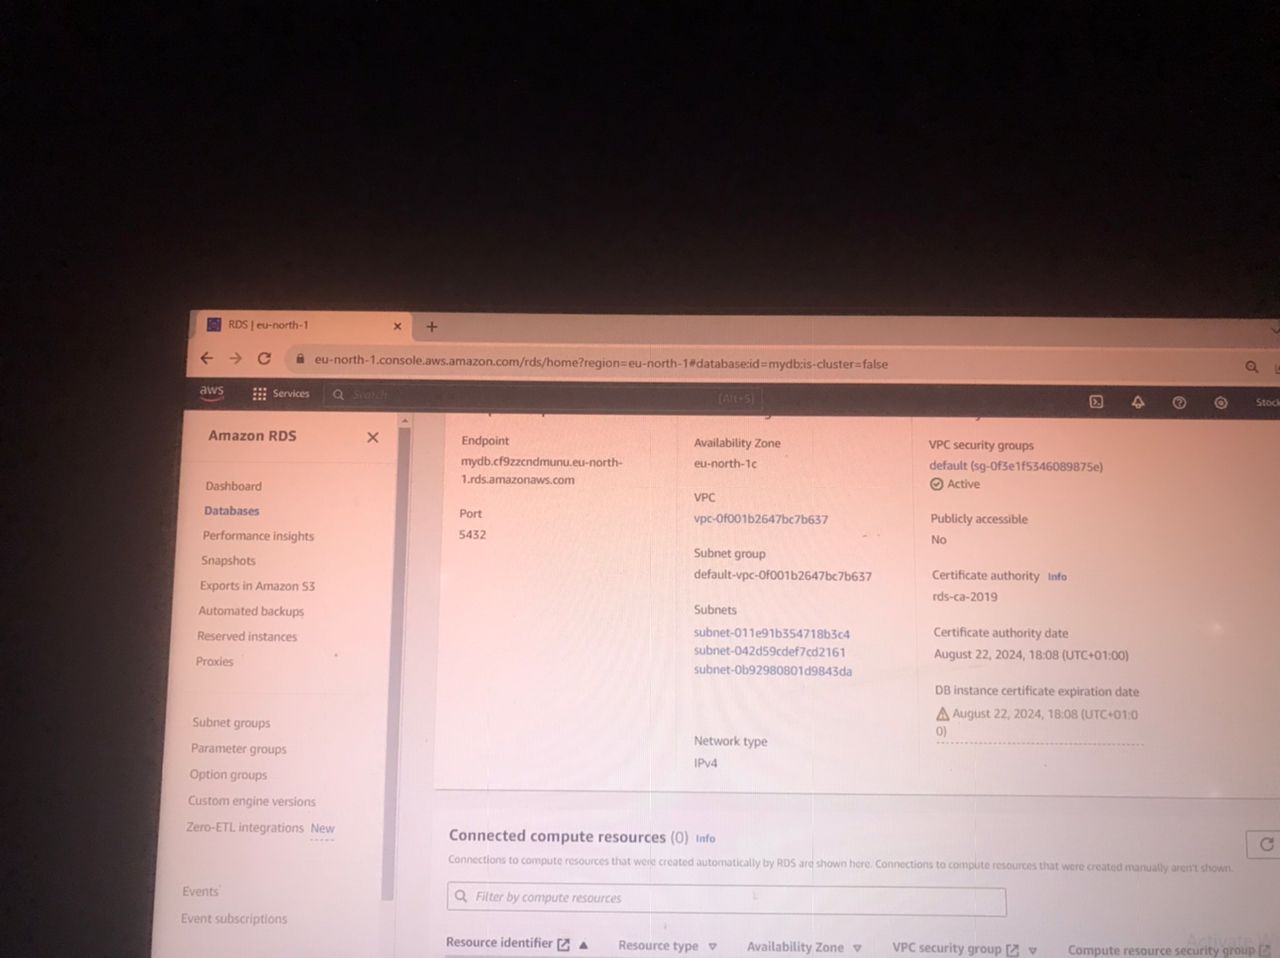 RDS | eu-north-1
eu-north-1.console.aws.amazon.com/rds/home?region=eu-north-1#database:id=mydb;is-cluster=false
aws
Services
Search
[Alt+S]
Amazon RDS
Dashboard
Databases
Performance insights
Snapshots
Exports in Amazon S3
Automated backups
Reserved instances
Proxies
Subnet groups
Parameter groups
Option groups
Custom engine versions
Zero-ETL integrations New
Events
Event subscriptions
Endpoint
mydb.cf9zzcndmunu.eu-north-
1.rds.amazonaws.com
Port
5432
Availability Zone
eu-north-1c
VPC
vpc-0f001b2647bc7b637
Subnet group
default-vpc-0f001b2647bc7b637
Subnets
subnet-011e91b354718b3c4
subnet-042d59cdef7cd2161
subnet-0b92980801d9843da
Network type
IPv4
VPC security groups
default (sg-0f3e1f5346089875e)
Active
Publicly accessible
No
Certificate authority Info
rds-ca-2019
Certificate authority date
August 22, 2024, 18:08 (UTC+01:00)
DB instance certificate expiration date
August 22, 2024, 18:08 (UTC+01:0
0)
Connected compute resources (0) Info
Connections to compute resources that were created automatically by RDS are shown here. Connections to compute resources that were created manually aren't shown.
Filter by compute resources
Resource identifier
Resource type
Availability Zone
VPC security group
Compute resource security group
Activate